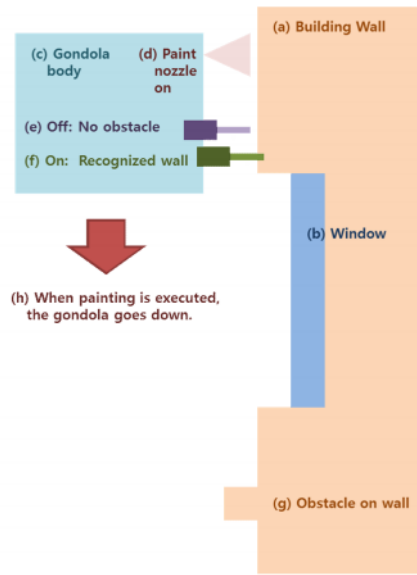 (a) Building Wall
(c) Gondola
body
(d) Paint
nozzle
on
(e) Off: No obstacle
(f) On: Recognized wall
(b) Window
(h) When painting is executed,
the gondola goes down.
(g) Obstacle on wall